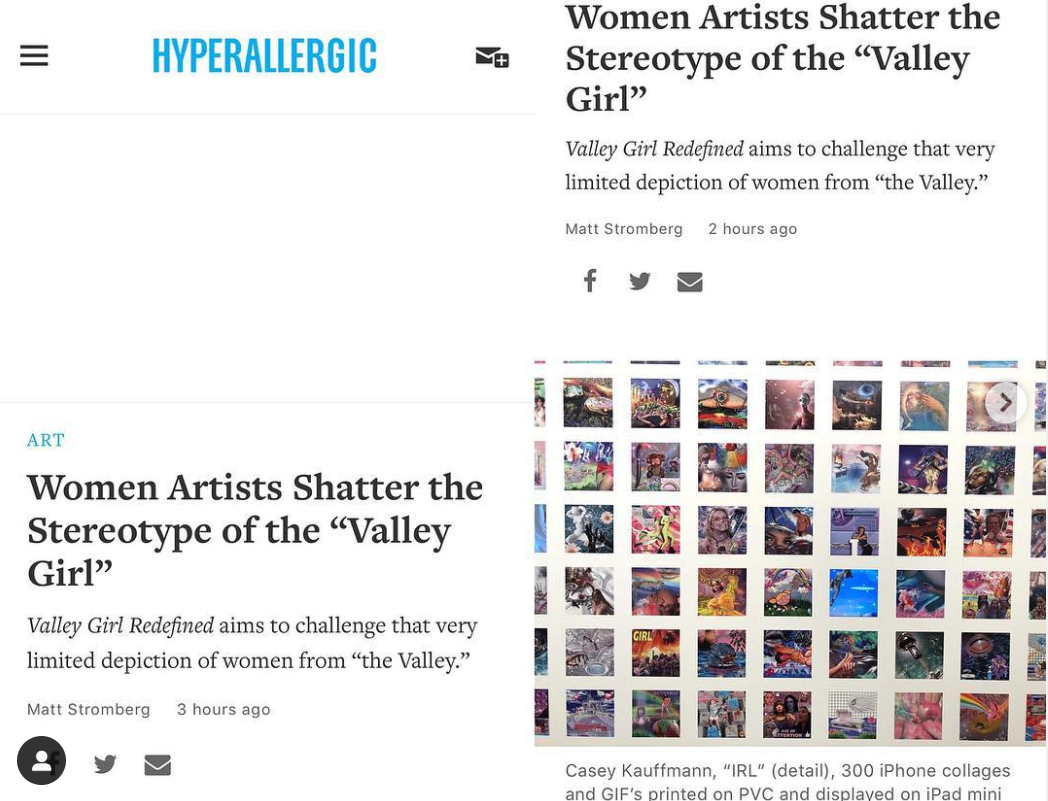 HYPERALLERGIC
ART
Women Artists Shatter the
Stereotype of the “Valley
Girl”
Valley Girl Redefined aims to challenge that very
limited depiction of women from “the Valley.”
Matt Stromberg 3 hours ago
Women Artists Shatter the
Stereotype of the “Valley
Girl”
Valley Girl Redefined aims to challenge that very
limited depiction of women from “the Valley.”
Matt Stromberg 2 hours ago
GIRL
ATTENTION
Casey Kauffmann, “IRL” (detail), 300 iPhone collages
and GIF’s printed on PVC and displayed on iPad mini